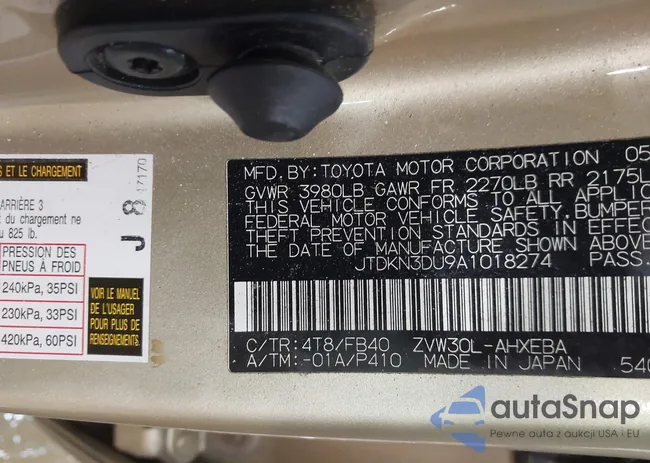 ET LE CHARGEMENT
ARRIÈRE 3
du chargement ne
825 lb.
PRESSION DES
PNEUS À FROID
240kPa, 35PSI
230kPa, 33PSI
420kPa, 60PSI
J 8
17170
VOIR LE MANUEL
DE L'USAGER
POUR PLUS DE
RENSEIGNEMENTS
MFD. BY: TOYOTA MOTOR CORPORATION 05
GVWR 3980LB GAWR FR 2270LB RR 2175L
THIS VEHICLE CONFORMS TO ALL APPLIC
FEDERAL MOTOR VEHICLE SAFETY, BUMPER
THEFT PREVENTION STANDARDS IN EFFECT
THE DATE OF MANUFACTURE SHOWN ABOVE
JTDKN3DU9A1018274 PASS.
C/TR: 4T8/FB40 ZVW30L-AHXEBA
A/TM: -01A/P410 MADE IN JAPAN 540
autaSnap
Pewne auta z aukcji USA i EU